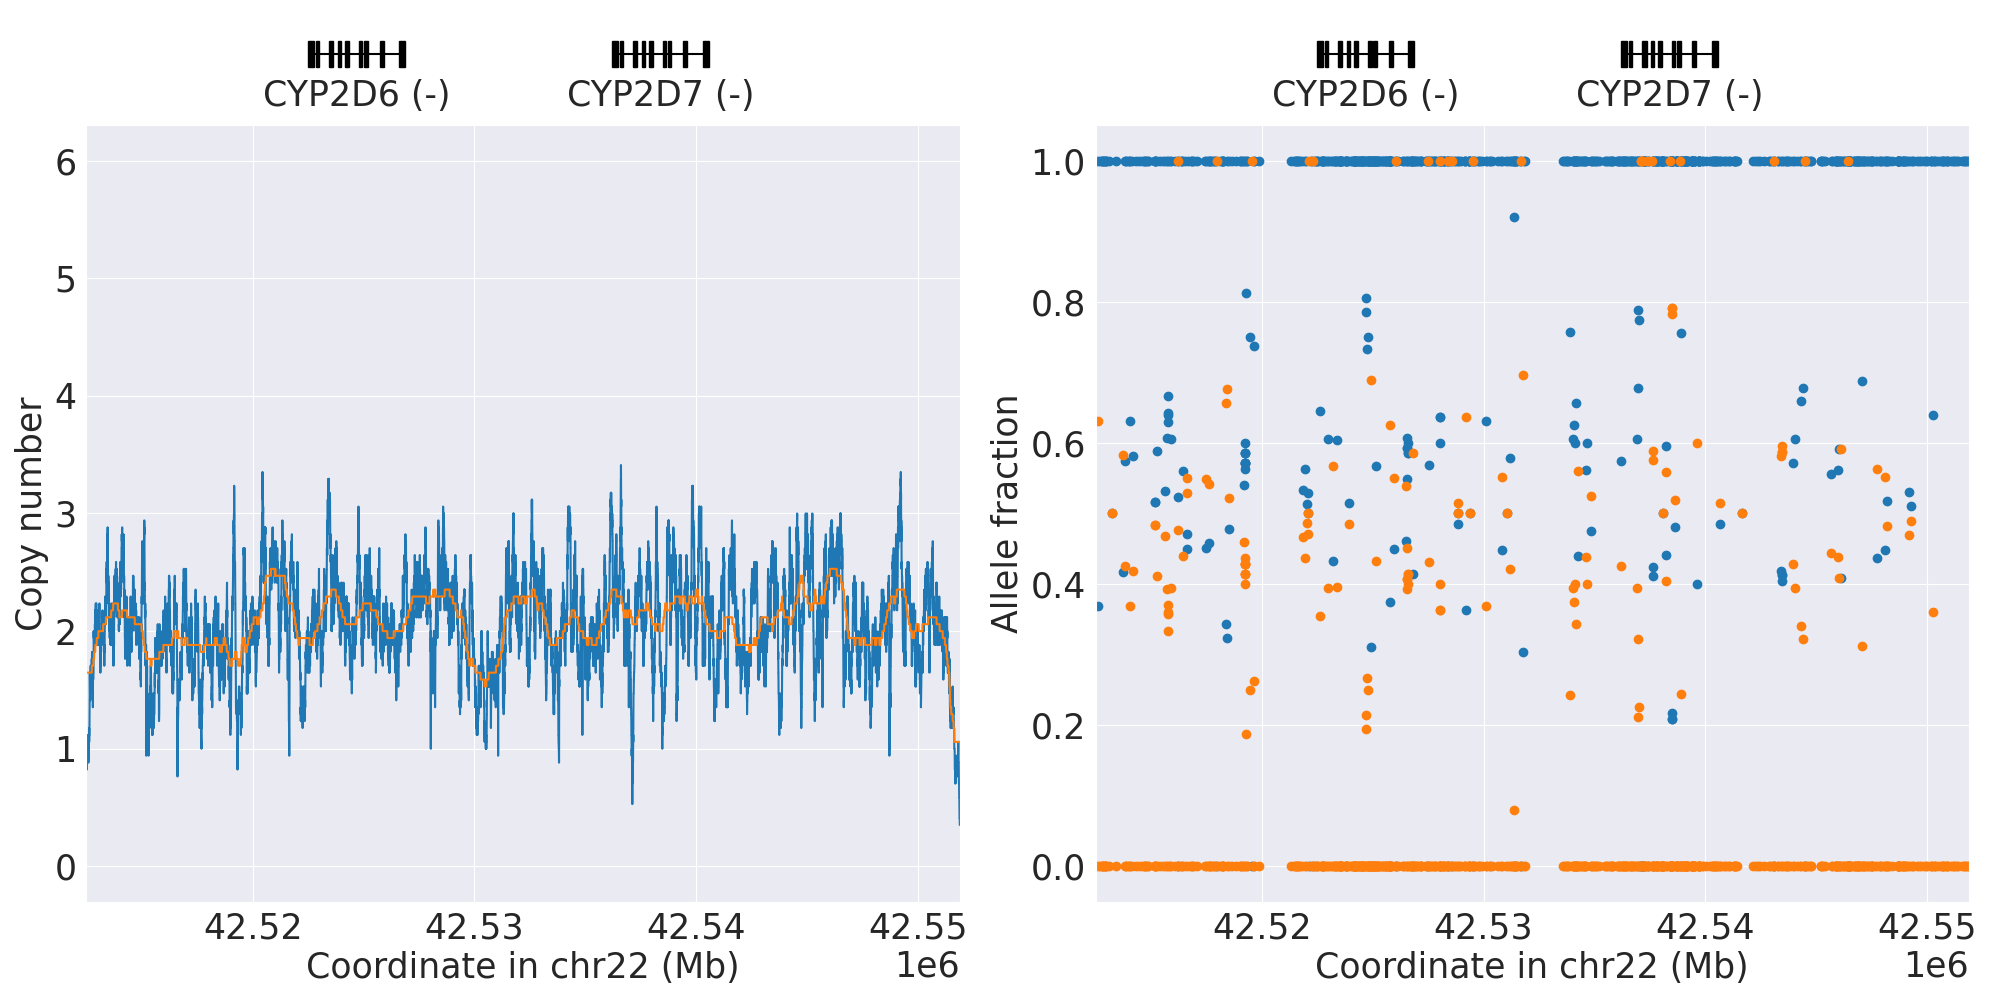 CYP2D6 (-) CYP2D7 (-)
6
5
4
3
2
1
0
Copy number
42.52 42.53 42.54 42.55
Coordinate in chr22 (Mb)
1e6
CYP2D6 (-) CYP2D7 (-)
1.0
0.8
0.6
0.4
0.2
0.0
Allele fraction
42.52 42.53 42.54 42.55
Coordinate in chr22 (Mb)
1e6